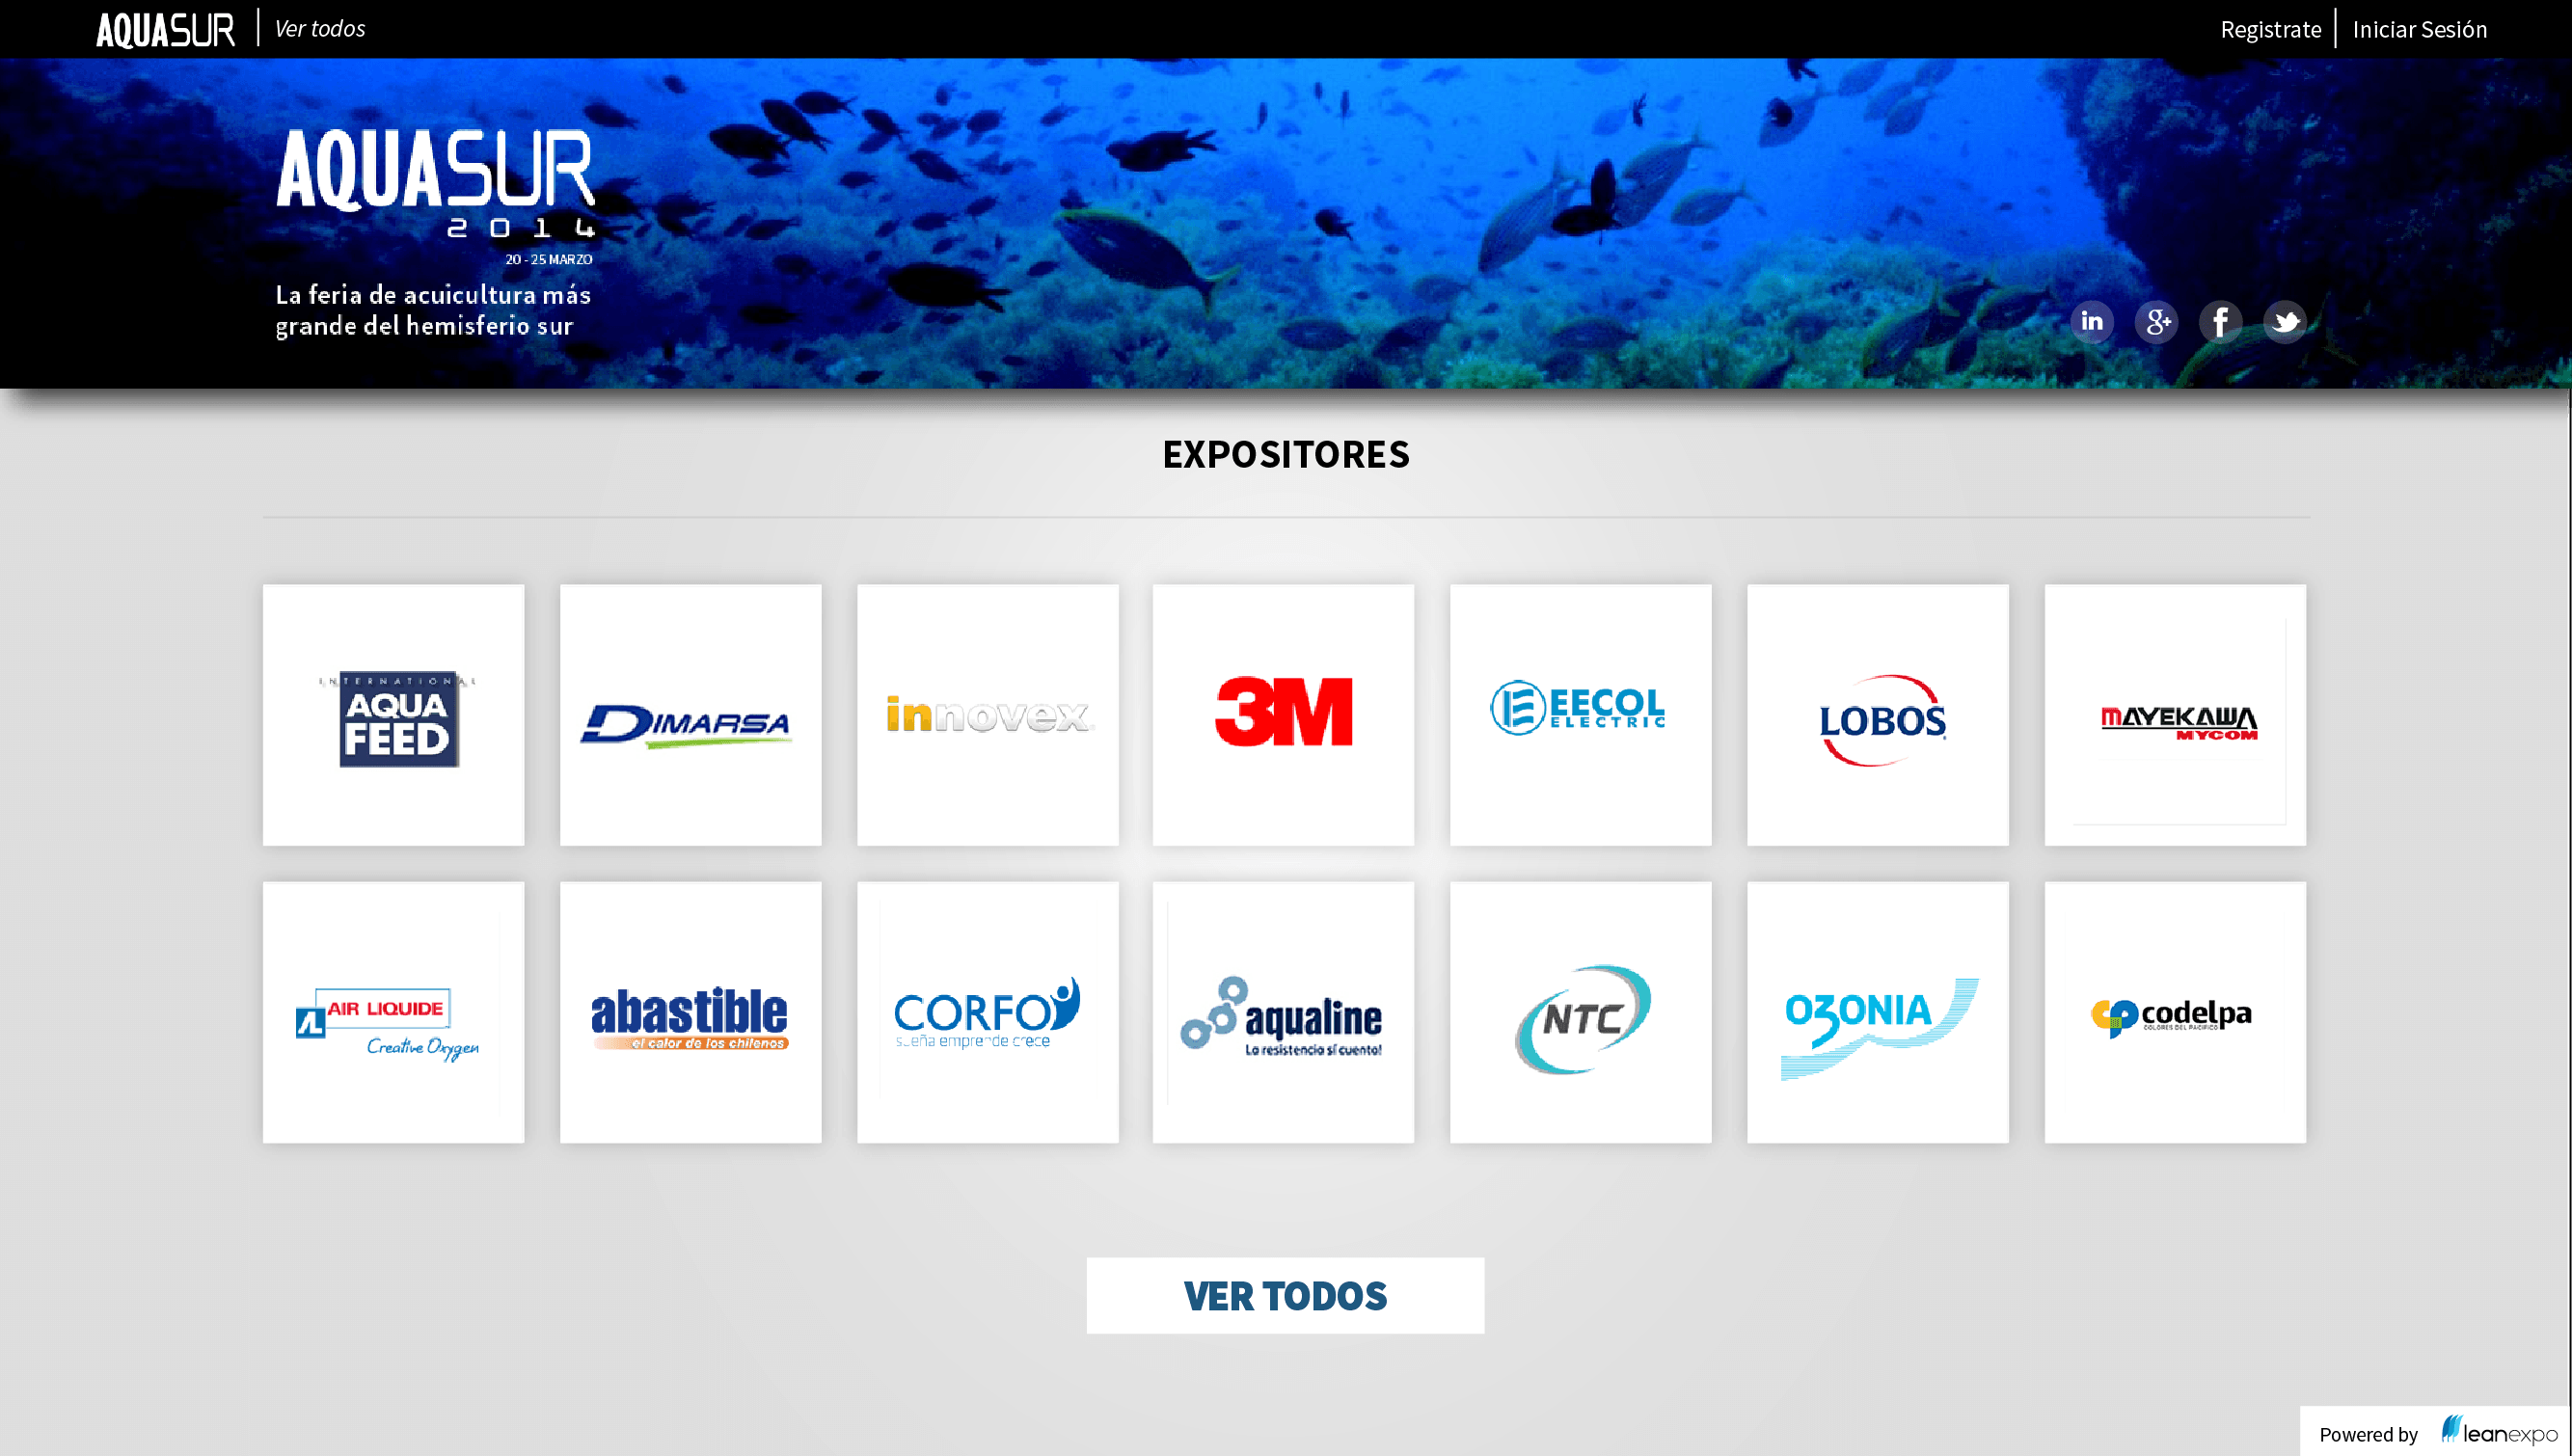 AQUASUR
Ver todos
Registrate
Iniciar Sesión
AQUASUR
2014
20 - 25 MARZO
La feria de acuicultura más
grande del hemisferio sur
in
g+
f
EXPOSITORES
INTERNATIONAL
AQUA
FEED
DIMARSA
innovex
3M
EECOL
ELECTRIC
LOBOS
MAYEKAWA
MYCOM
AIR LIQUIDE
Creative Oxygen
abastible
el calor de los chilenos
CORFO
sueña emprende crece
aqualine
La resistencia sí cuenta!
NTC
O3ONIA
codelpa
COLORES DEL PACIFICO
VER TODOS
Powered by leanexpo